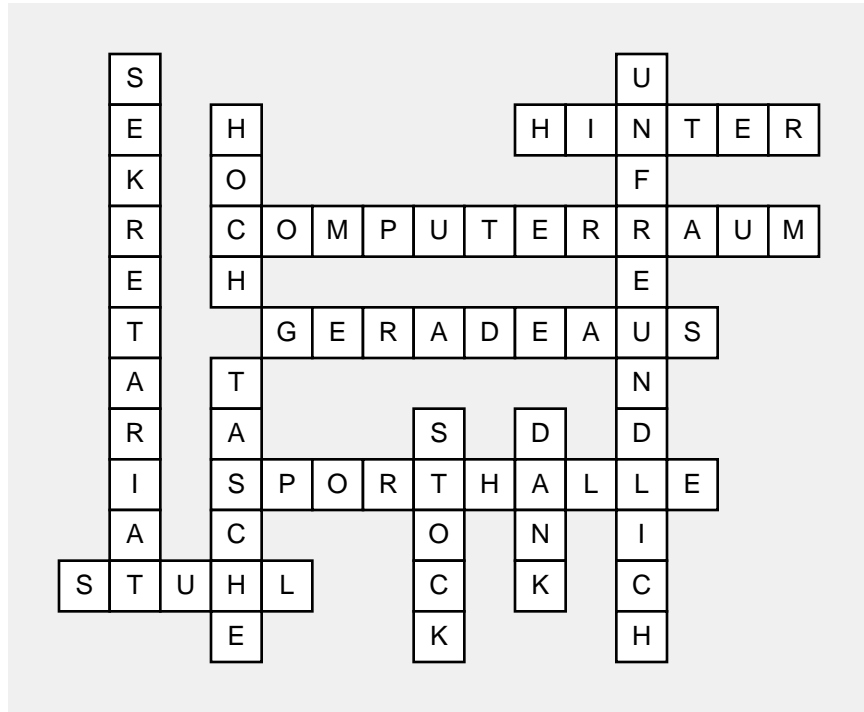 S U
E H H I N T E R
K O F
R C O M P U T E R R A U M
E H E
T G E R A D E A U S
A T N
R A S D D
I S P O R T H A L L E
A C O N I
S T U H L C K C
E K H